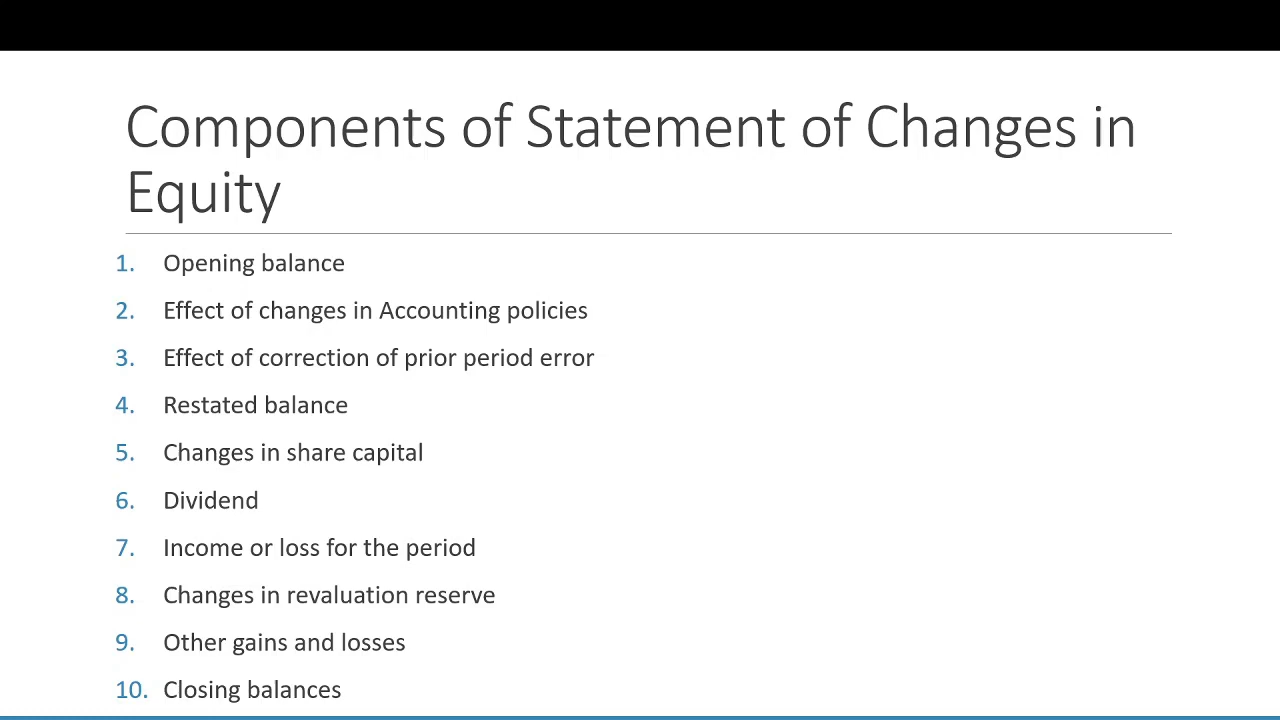 Components of Statement of Changes in
Equity
1. Opening balance
2. Effect of changes in Accounting policies
3. Effect of correction of prior period error
4. Restated balance
5. Changes in share capital
6. Dividend
7. Income or loss for the period
8. Changes in revaluation reserve
9. Other gains and losses
10. Closing balances